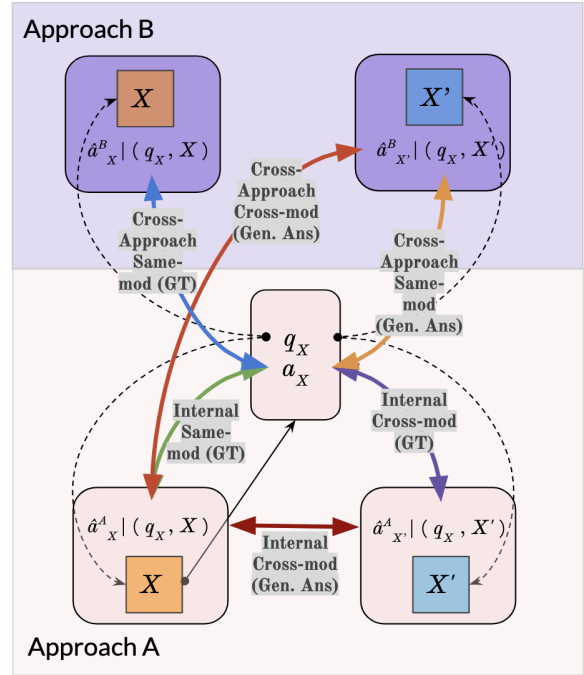 Approach B
X
X'
â^B_X | ( q_X , X )
â^B_X' | ( q_X , X' )
Cross-
Approach
Cross-mod
(Gen. Ans)
Cross-
Approach
Same-
mod (GT)
Cross-
Approach
Same-
mod
(Gen. Ans)
q_X
a_X
Internal
Same-
mod (GT)
Internal
Cross-mod
(GT)
â^A_X | ( q_X , X )
â^A_X' | ( q_X , X' )
Internal
Cross-mod
(Gen. Ans)
X
X'
Approach A